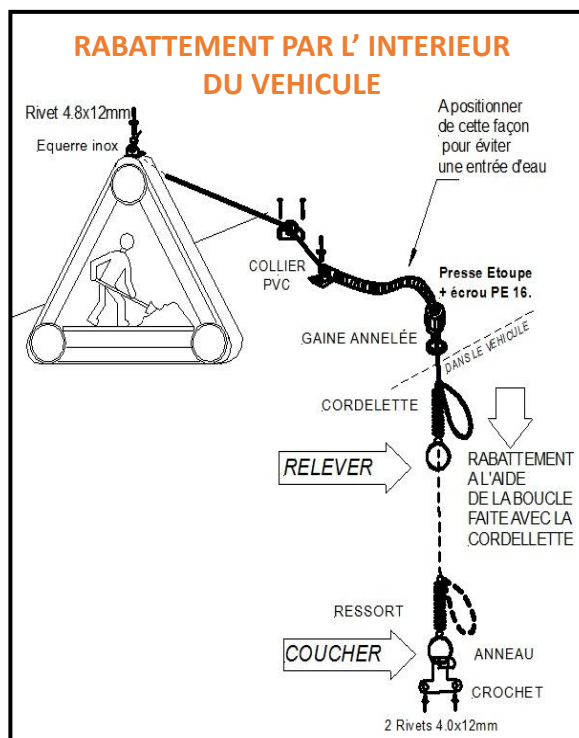 RABATTEMENT PAR L' INTERIEUR
DU VEHICULE
Rivet 4.8x12mm
Equerre inox
A positionner
de cette façon
pour éviter
une entrée d'eau
COLLIER
PVC
Presse Etoupe
+ écrou PE 16.
GAINE ANNELÉE
DANS LE VEHICULE
CORDELETTE
RELEVER
RABATTEMENT
A L'AIDE
DE LA BOUCLE
FAITE AVEC LA
CORDELLETTE
RESSORT
COUCHER
ANNEAU
CROCHET
2 Rivets 4.0x12mm